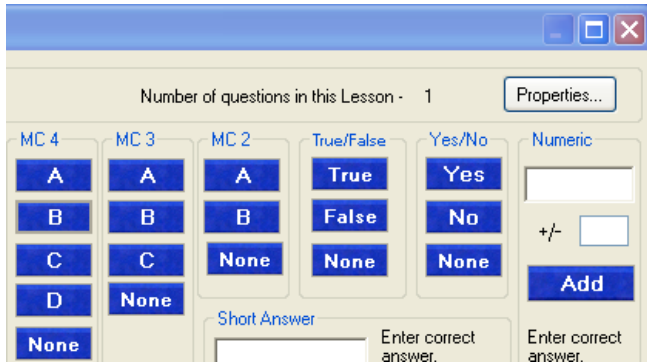 Number of questions in this Lesson - 1 Properties...
MC 4 MC 3 MC 2 True/False Yes/No Numeric
A A A True Yes
B B B False No
+/-
C C None None None
Add
D None
Short Answer
None
Enter correct answer.
Enter correct answer.